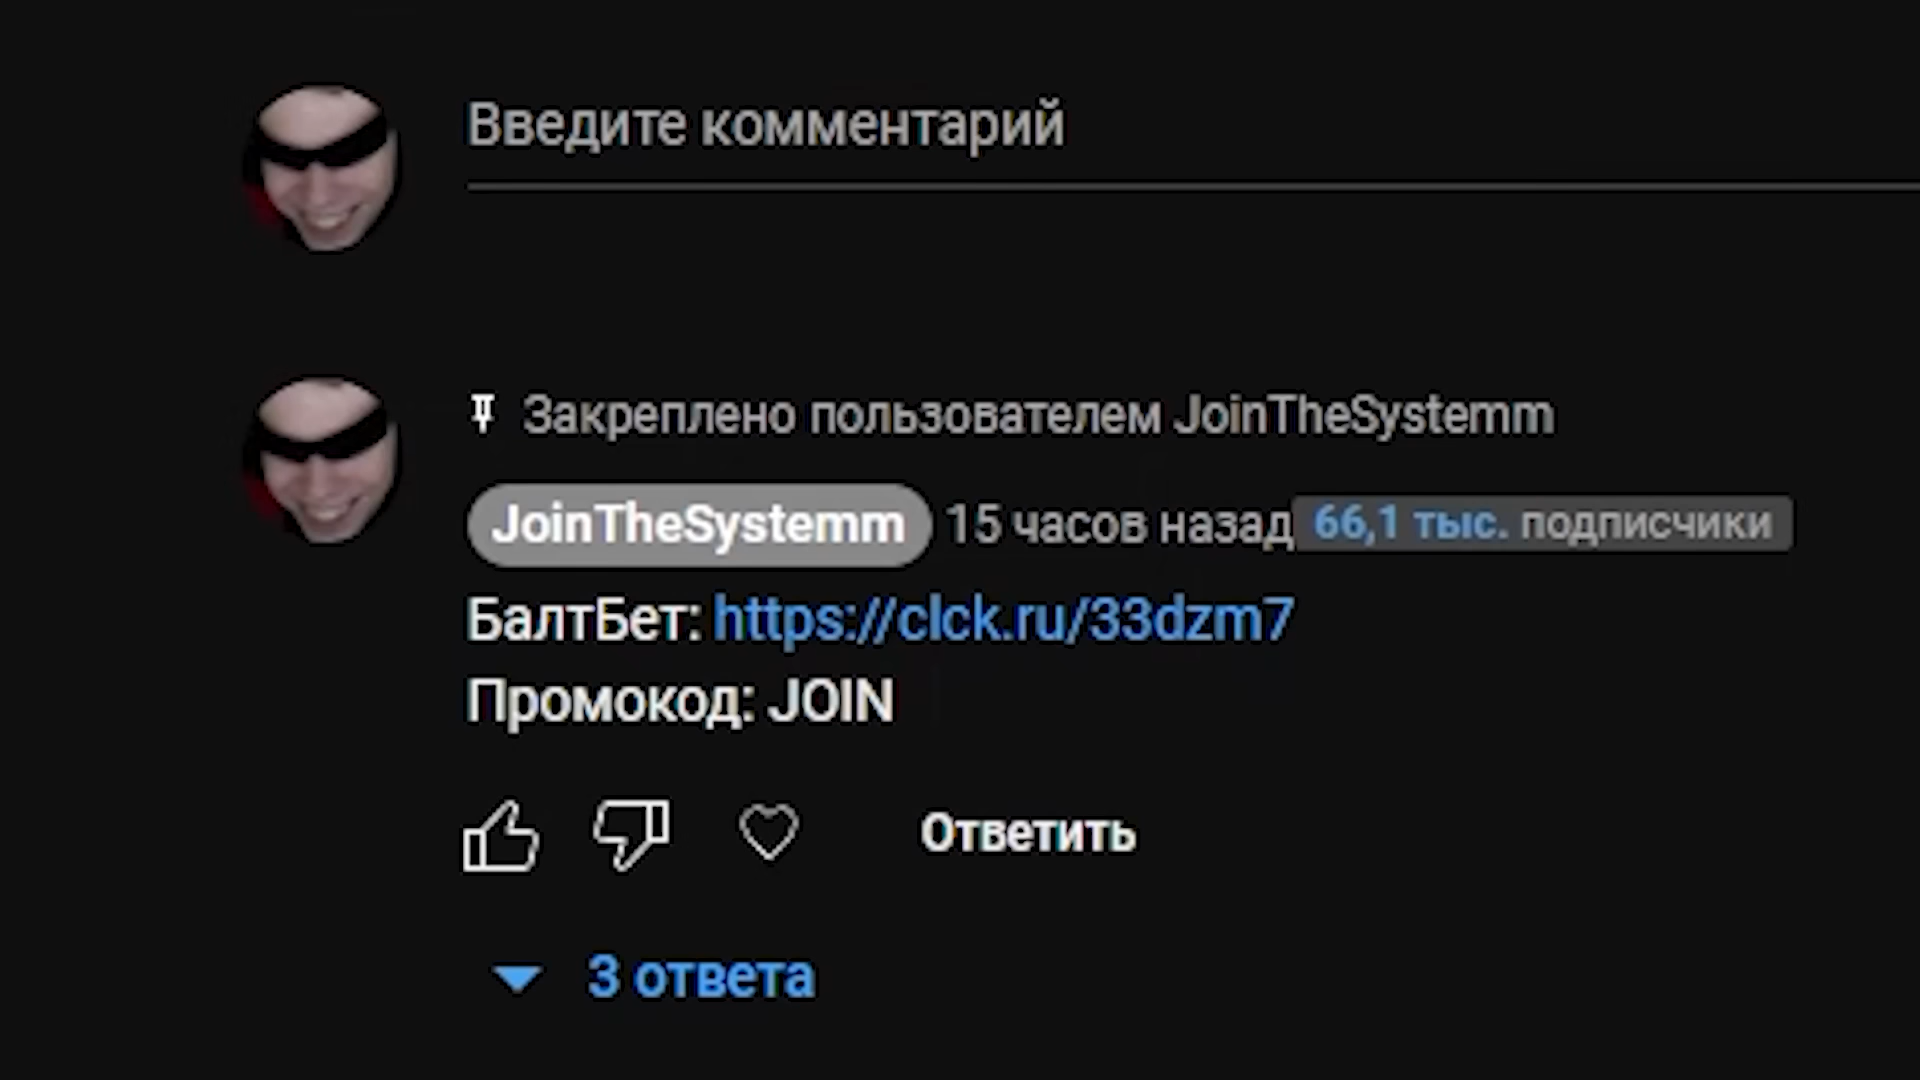 Введите комментарий
Закреплено пользователем JoinTheSystemm
JoinTheSystemm 15 часов назад 66,1 тыс. подписчики
БалтБет: https://clck.ru/33dzm7
Промокод: JOIN
Ответить
3 ответа